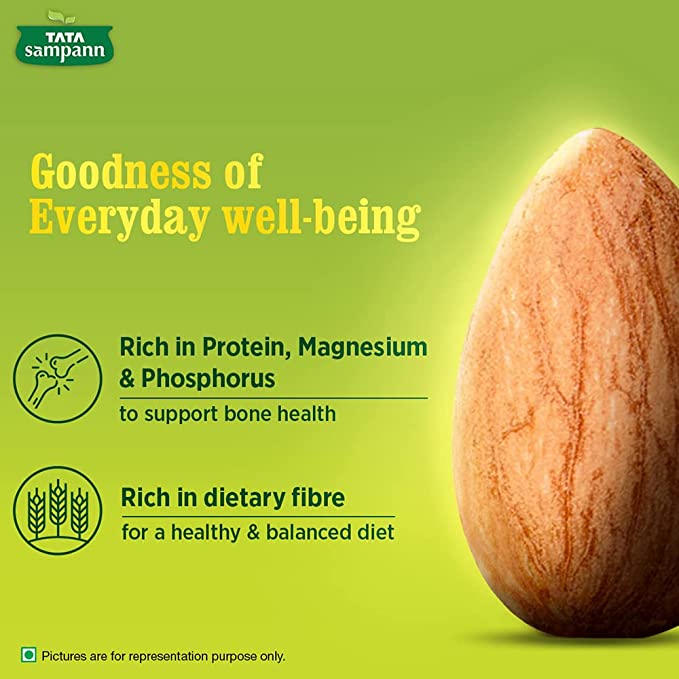 TATA
sampann
Goodness of
Everyday well-being
Rich in Protein, Magnesium
& Phosphorus
to support bone health
Rich in dietary fibre
for a healthy & balanced diet
Pictures are for representation purpose only.